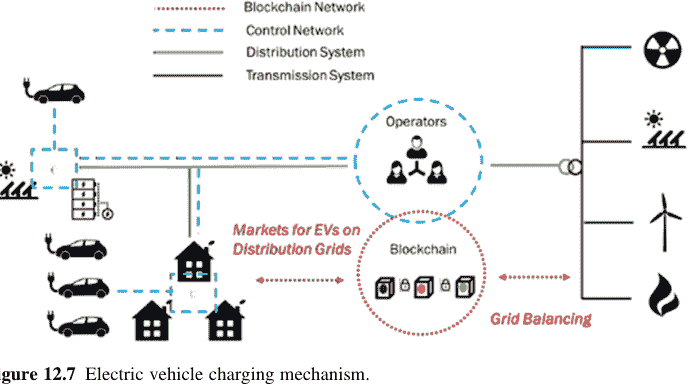 Blockchain Network
Control Network
Distribution System
Transmission System
Operators
Markets for EVs on
Distribution Grids
Blockchain
Grid Balancing
igure 12.7 Electric vehicle charging mechanism.